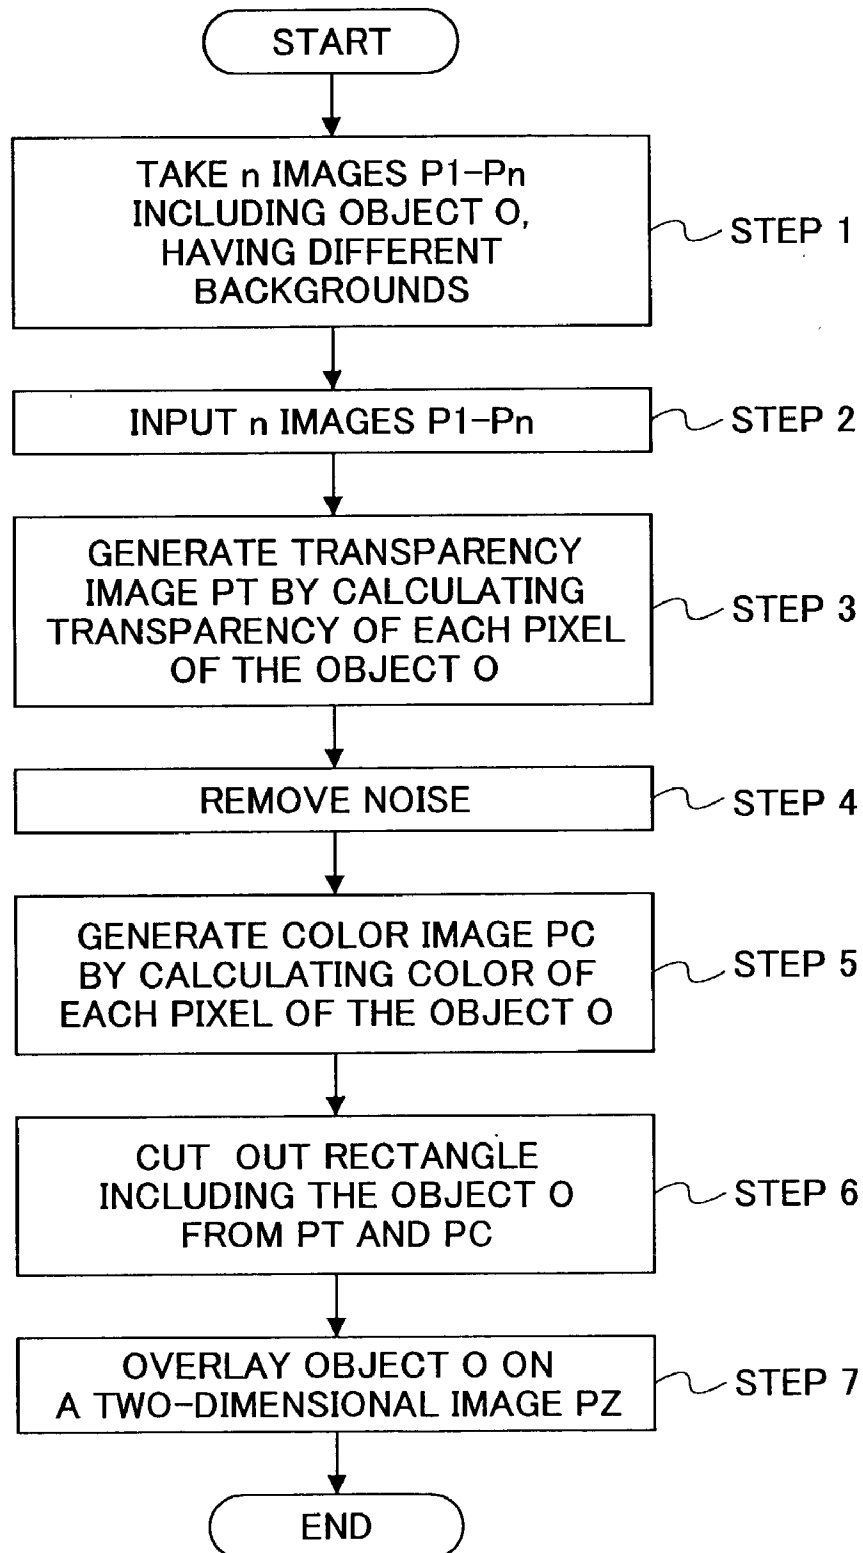 START
TAKE n IMAGES P1-Pn
INCLUDING OBJECT O,
HAVING DIFFERENT
BACKGROUNDS
STEP 1
INPUT n IMAGES P1-Pn
STEP 2
GENERATE TRANSPARENCY
IMAGE PT BY CALCULATING
TRANSPARENCY OF EACH PIXEL
OF THE OBJECT O
STEP 3
REMOVE NOISE
STEP 4
GENERATE COLOR IMAGE PC
BY CALCULATING COLOR OF
EACH PIXEL OF THE OBJECT O
STEP 5
CUT OUT RECTANGLE
INCLUDING THE OBJECT O
FROM PT AND PC
STEP 6
OVERLAY OBJECT O ON
A TWO-DIMENSIONAL IMAGE PZ
STEP 7
END